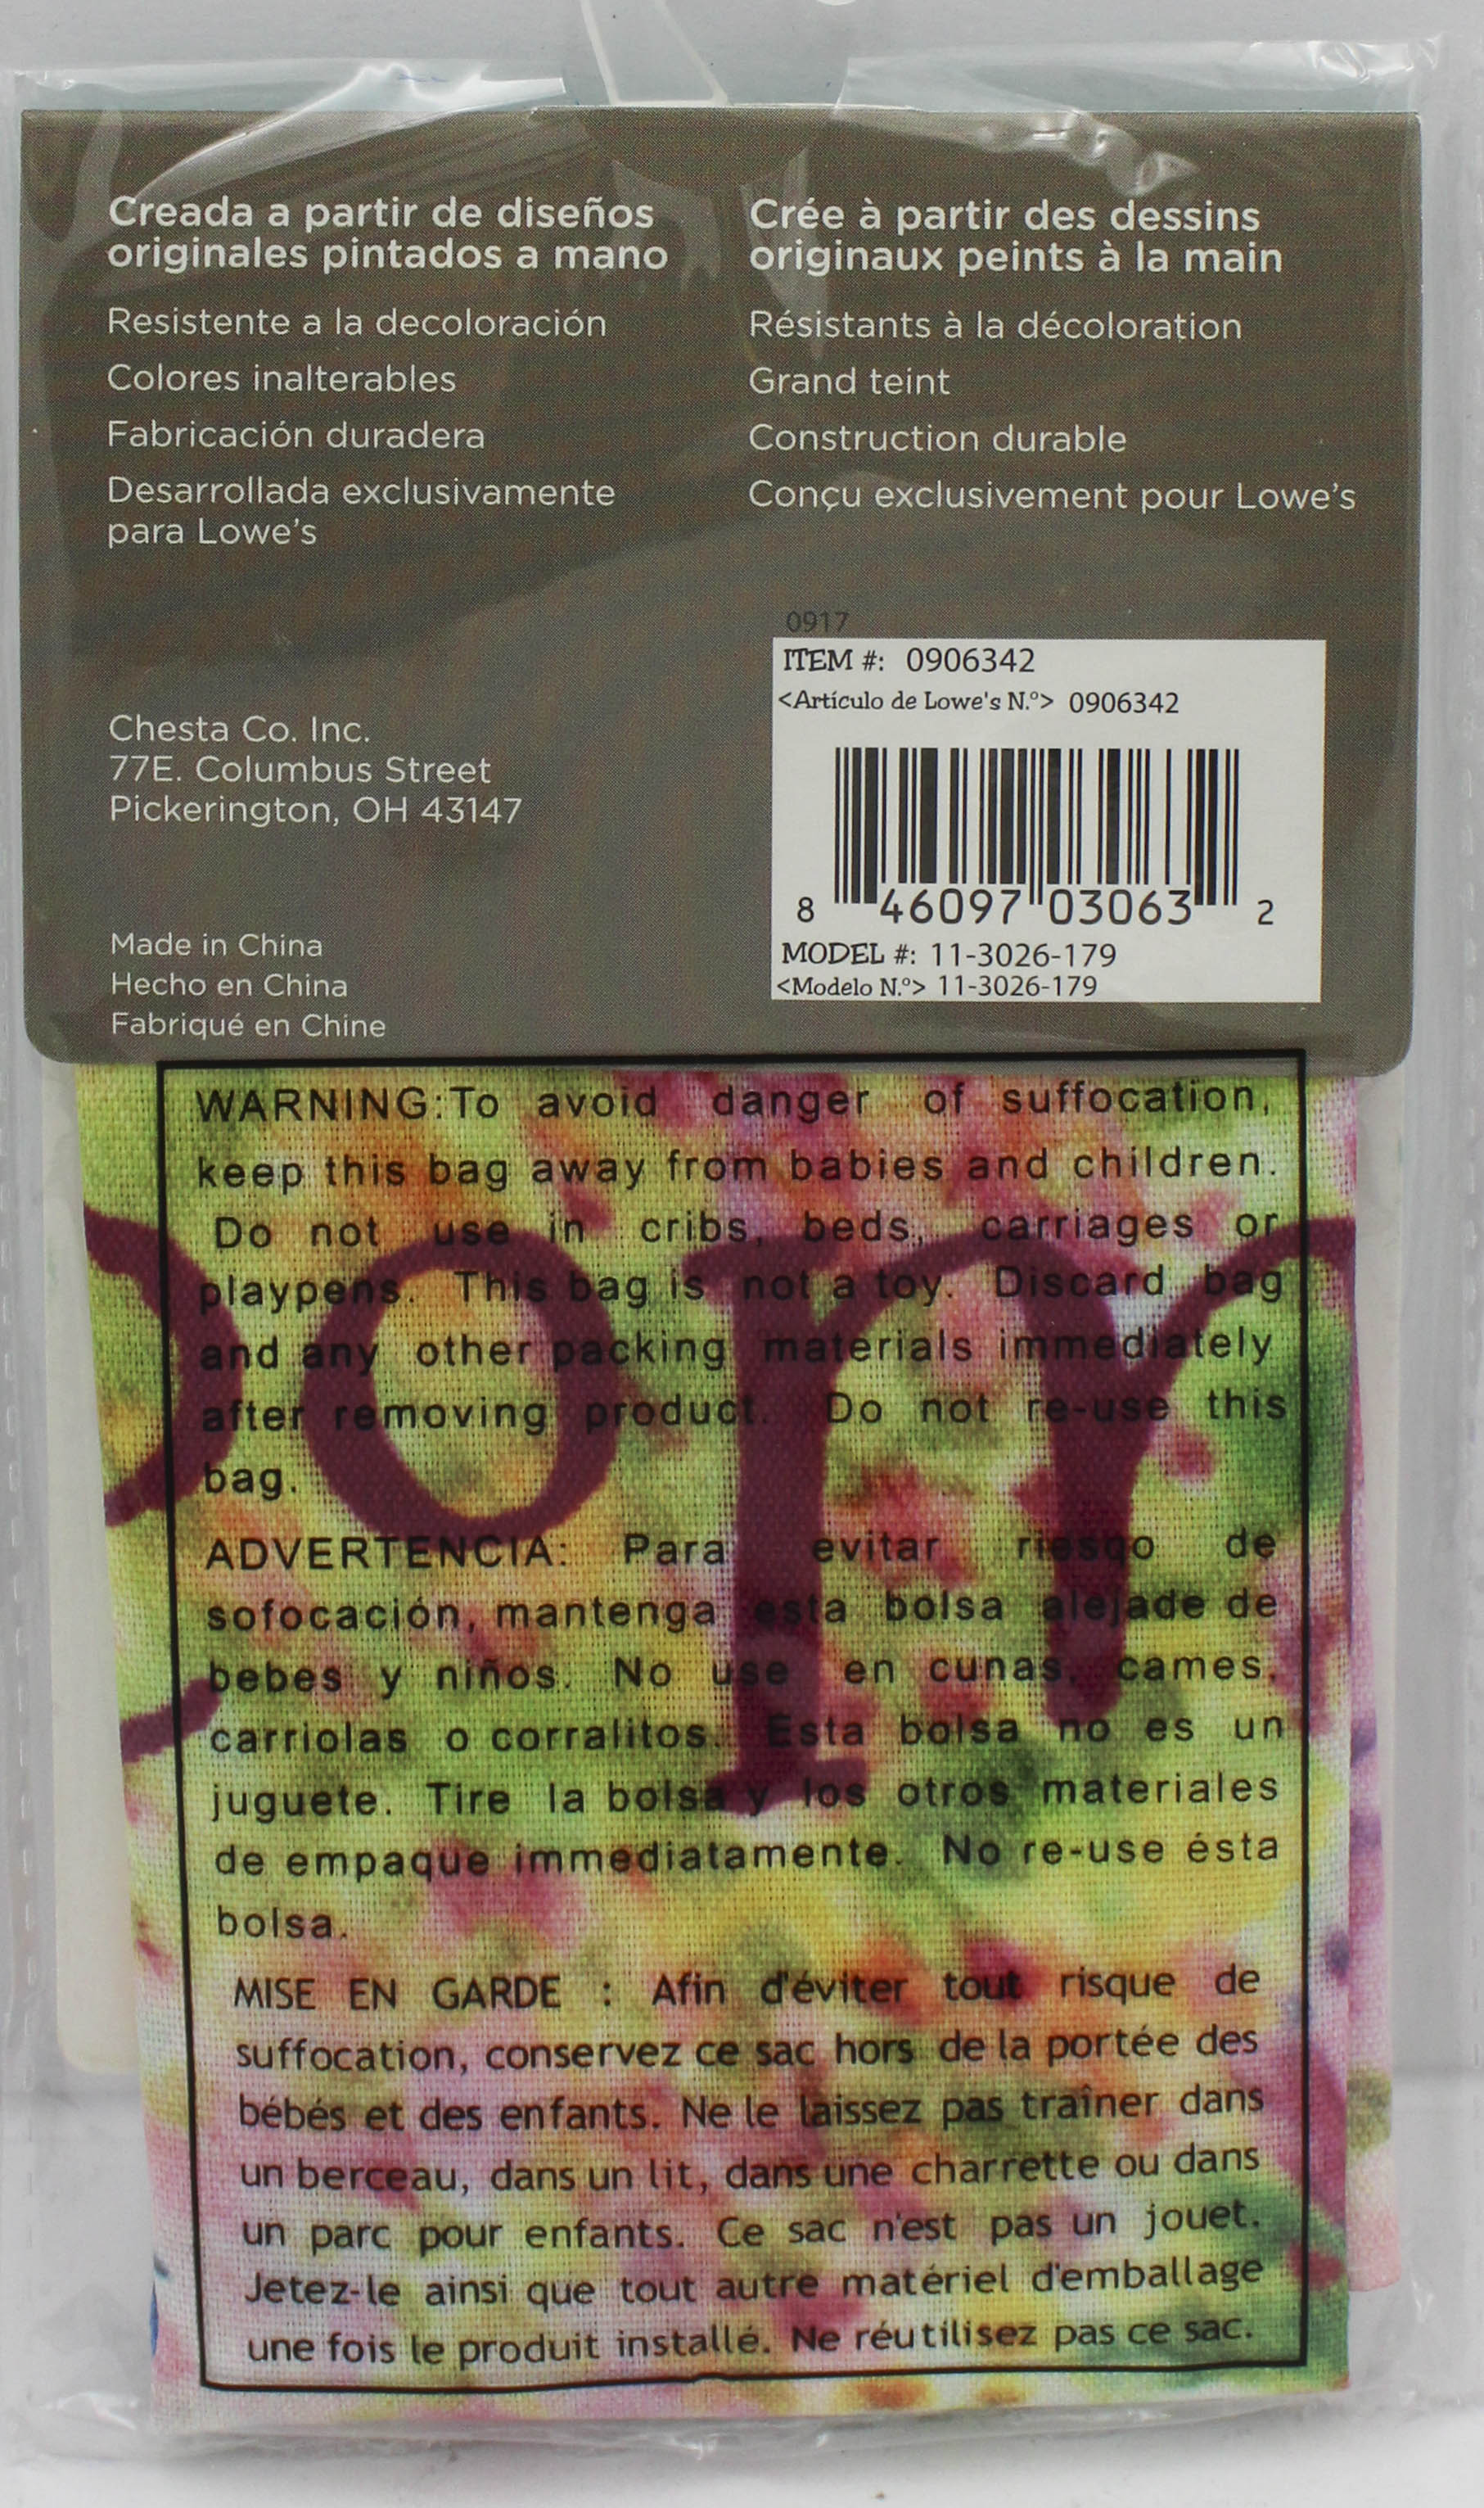 Creada a partir de diseños
originales pintados a mano
Resistente a la decoloración
Colores inalterables
Fabricación duradera
Desarrollada exclusivamente
para Lowe's
Crée à partir des dessins
originaux peints à la main
Résistants à la décoloration
Grand teint
Construction durable
Conçu exclusivement pour Lowe's
Chesta Co. Inc.
77E. Columbus Street
Pickerington, OH 43147
Made in China
Hecho en China
Fabriqué en Chine
0917
ITEM #: 0906342
<Artículo de Lowe's N.º> 0906342
8 46097 03063 2
MODEL #: 11-3026-179
<Modelo N.º> 11-3026-179
WARNING:To avoid danger of suffocation,
keep this bag away from babies and children.
Do not use in cribs, beds, carriages or
playpens. This bag is not a toy. Discard bag
and any other packing materials immediately
after removing product. Do not re-use this
bag.
ADVERTENCIA: Para evitar riesgo de
sofocación, mantenga esta bolsa alejade de
bebes y niños. No use en cunas, cames,
carriolas o corralitos. Esta bolsa no es un
juguete. Tire la bolsa y los otros materiales
de empaque immediatamente. No re-use ésta
bolsa.
MISE EN GARDE : Afin d'éviter tout risque de
suffocation, conservez ce sac hors de la portée des
bébés et des enfants. Ne le laissez pas traîner dans
un berceau, dans un lit, dans une charrette ou dans
un parc pour enfants. Ce sac n'est pas un jouet.
Jetez-le ainsi que tout autre matériel d'emballage
une fois le produit installé. Ne réutilisez pas ce sac.